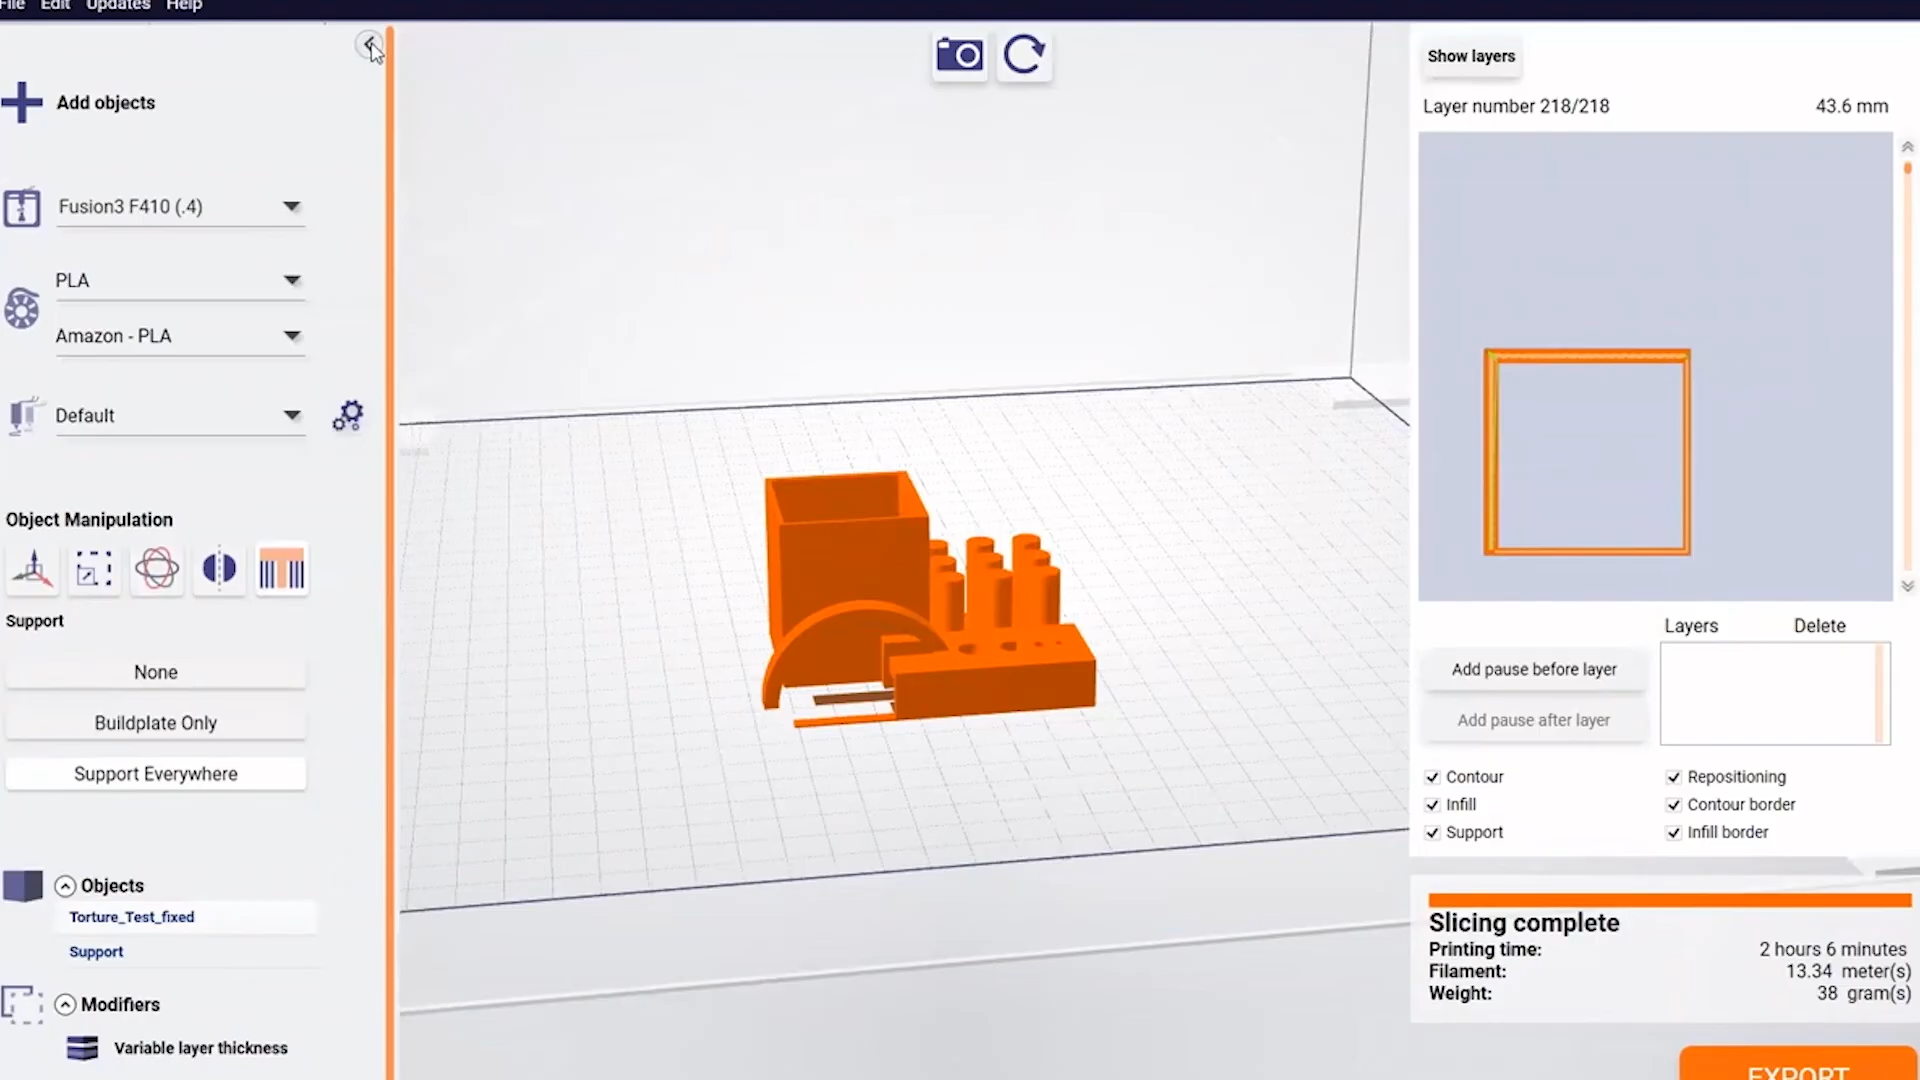 File Edit Updates Help
Add objects
Fusion3 F410 (.4)
PLA
Amazon - PLA
Default
Object Manipulation
Support
None
Buildplate Only
Support Everywhere
Objects
Torture_Test_fixed
Support
Modifiers
Variable layer thickness
Show layers
Layer number 218/218 43.6 mm
Layers Delete
Add pause before layer
Add pause after layer
Contour Repositioning
Infill Contour border
Support Infill border
Slicing complete
Printing time: 2 hours 6 minutes
Filament: 13.34 meter(s)
Weight: 38 gram(s)
EXPORT